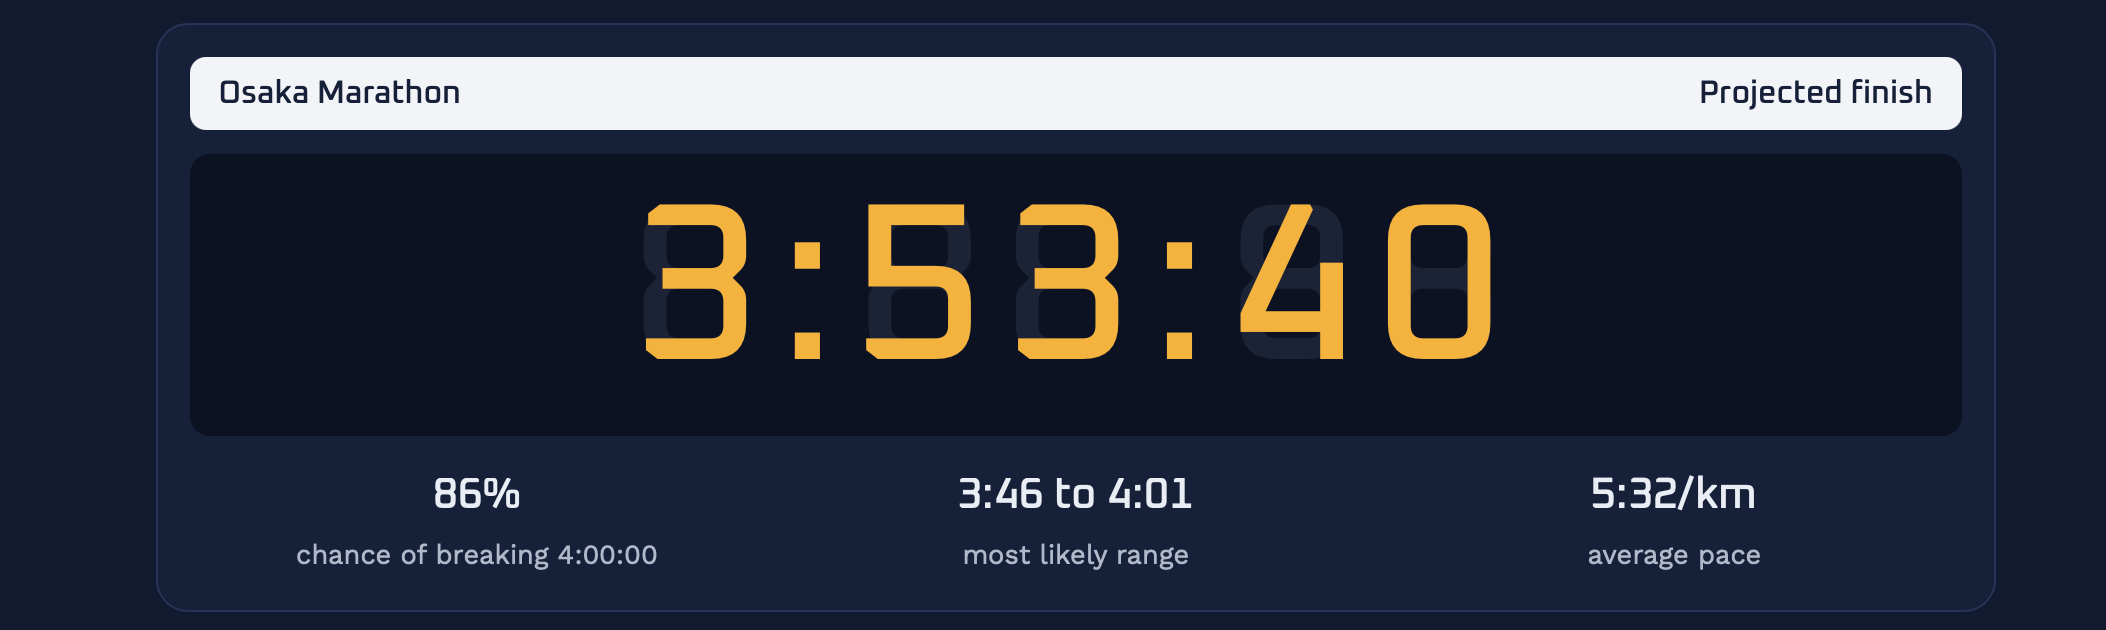 Osaka Marathon
Projected finish
3:53:40
86%
chance of breaking 4:00:00
3:46 to 4:01
most likely range
5:32/km
average pace